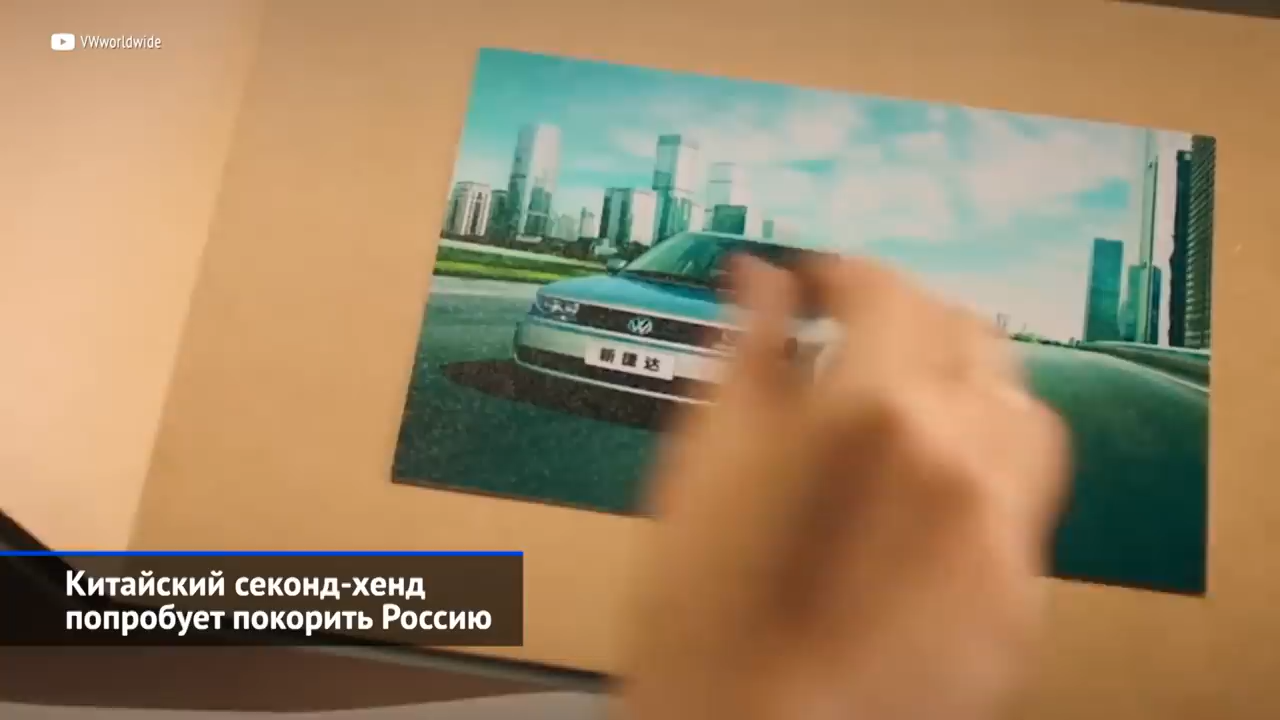 VWworldwide
新捷达
Китайский секонд-хенд
попробует покорить Россию